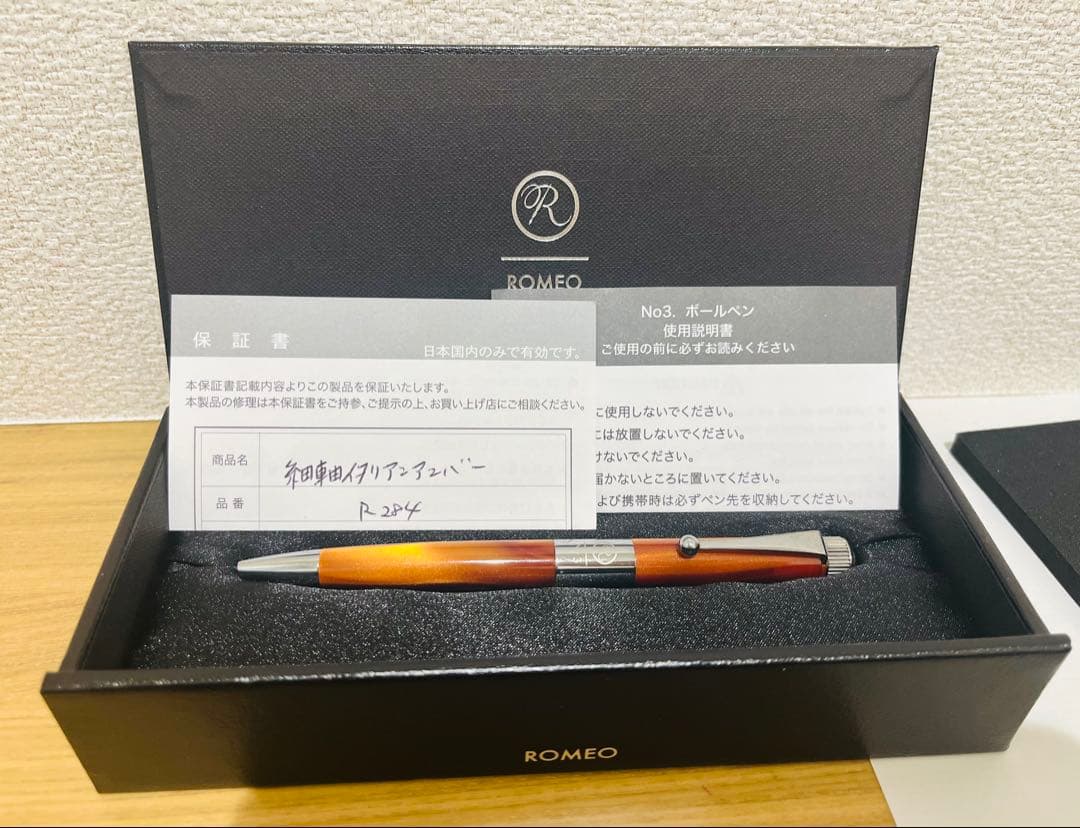 R
ROMEO
保証書
日本国内のみで有効です。
本保証書記載内容よりこの製品を保証いたします。
本製品の修理は本保証書をご持参、ご提示の上、お買い上げ店にご相談ください。
商品名 細軸イタリアンアンバー
品番 R284
No3. ボールペン
使用説明書
ご使用の前に必ずお読みください
に使用しないでください。
には放置しないでください。
けないでください。
届かないところに置いてください。
および携帯時は必ずペン先を収納してください。
ROMEO